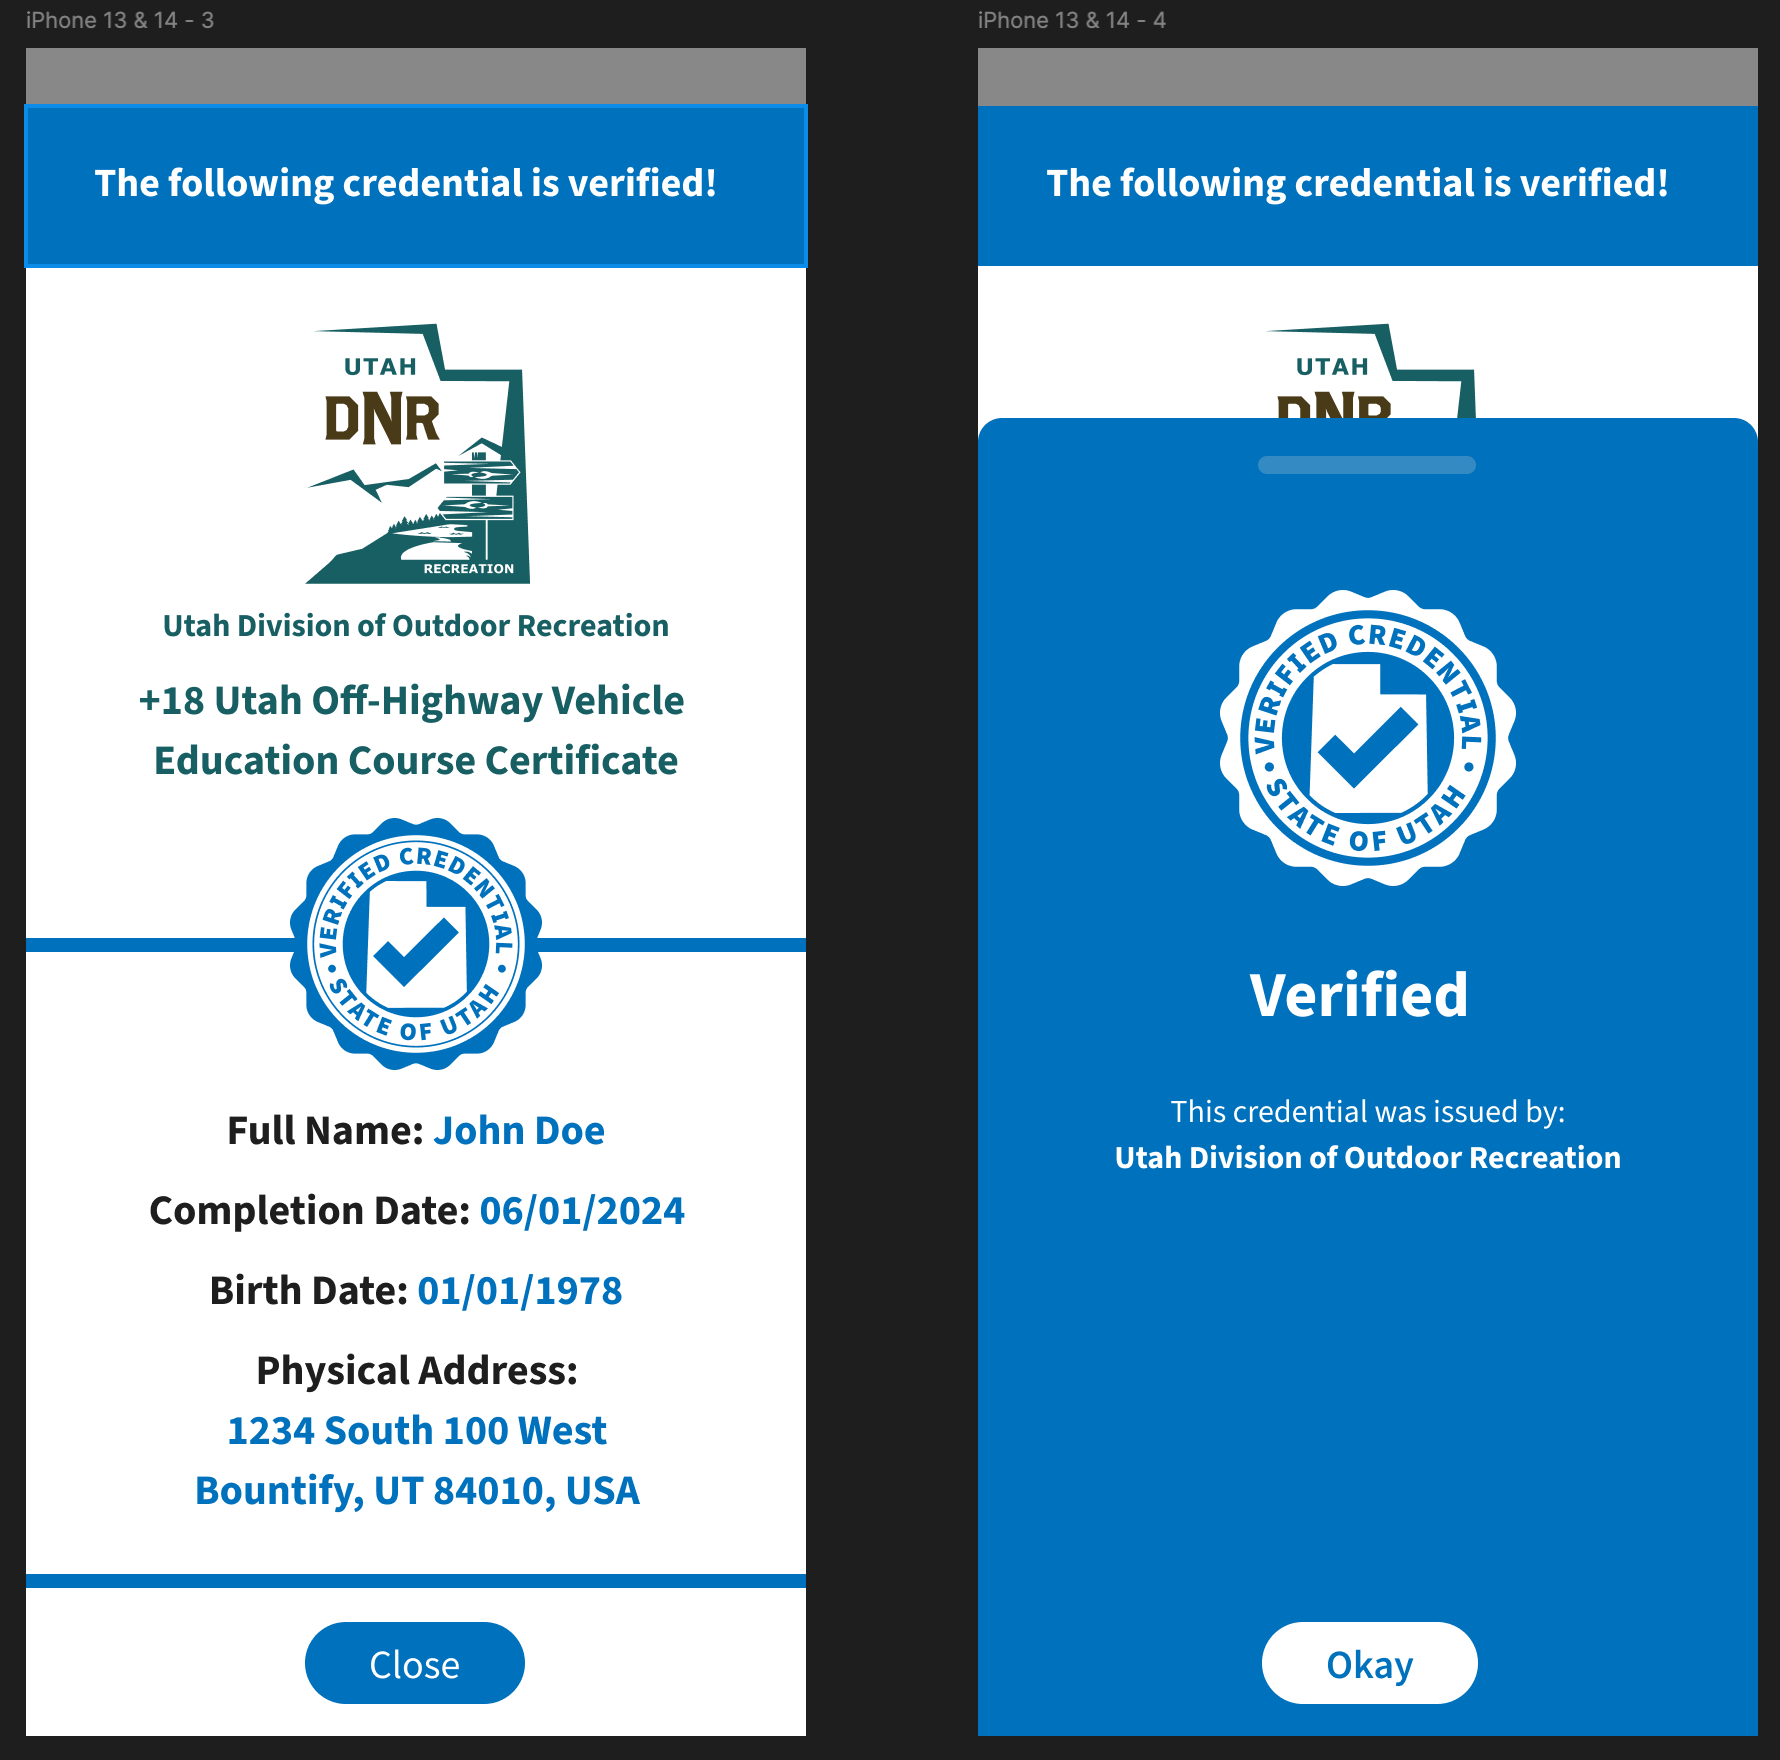 iPhone 13 & 14 - 3
The following credential is verified!
UTAH
DNR
RECREATION
Utah Division of Outdoor Recreation
+18 Utah Off-Highway Vehicle
Education Course Certificate
VERIFIED CREDENTIAL
• STATE OF UTAH •
Full Name: John Doe
Completion Date: 06/01/2024
Birth Date: 01/01/1978
Physical Address:
1234 South 100 West
Bountify, UT 84010, USA
Close
iPhone 13 & 14 - 4
The following credential is verified!
UTAH
DNR
VERIFIED CREDENTIAL
• STATE OF UTAH •
Verified
This credential was issued by:
Utah Division of Outdoor Recreation
Okay